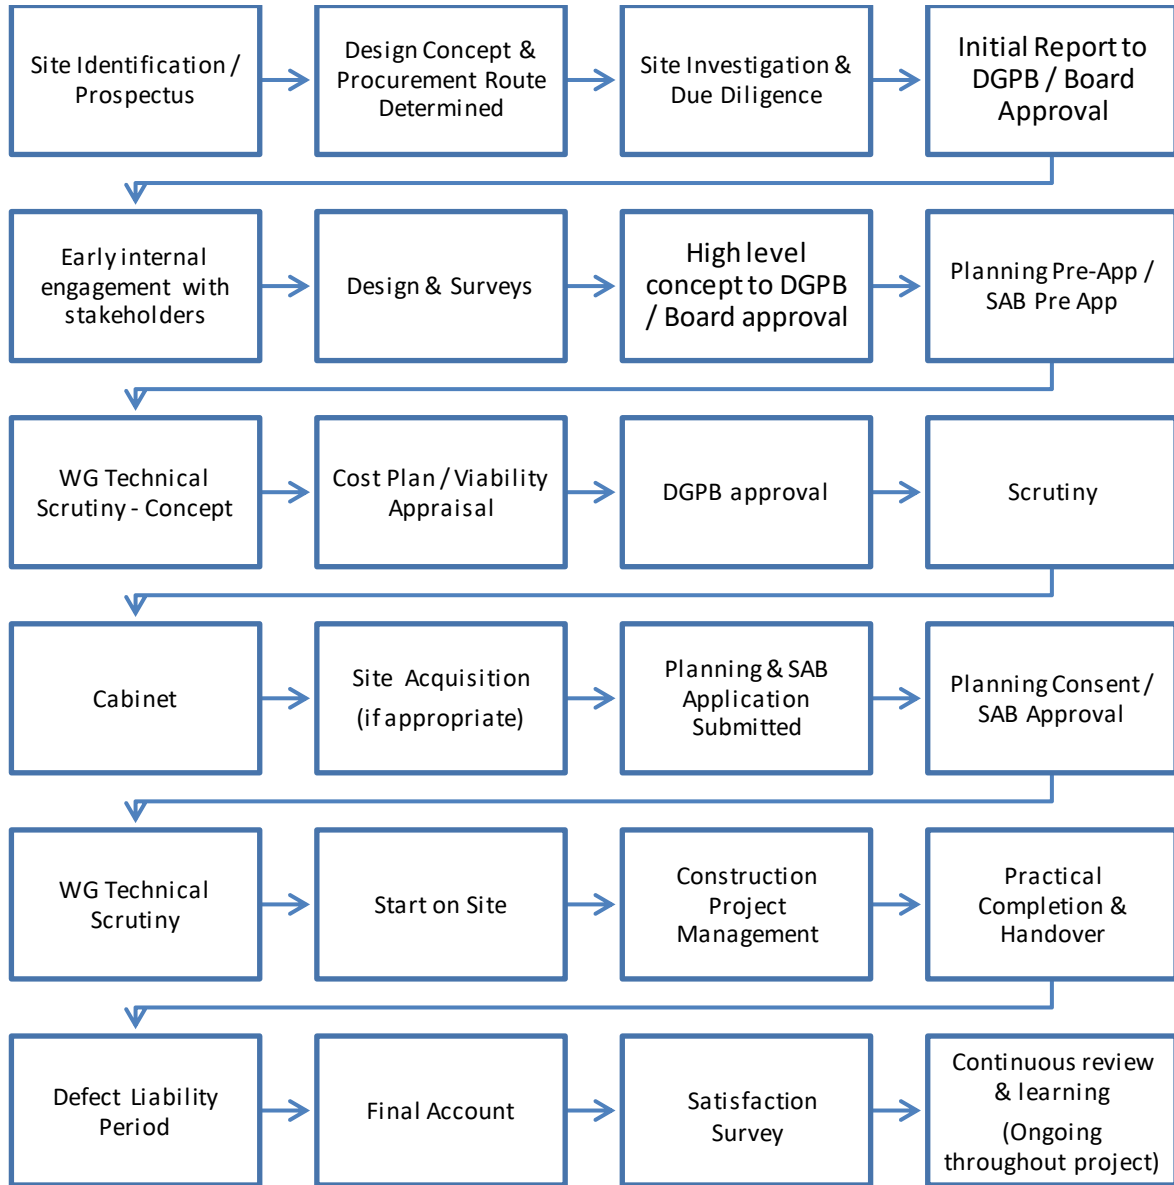 Site Identification /
Prospectus
Design Concept &
Procurement Route
Determined
Site Investigation &
Due Diligence
Initial Report to
DGPB / Board
Approval
Early internal
engagement with
stakeholders
Design & Surveys
High level
concept to DGPB
/ Board approval
Planning Pre-App /
SAB Pre App
WG Technical
Scrutiny - Concept
Cost Plan / Viability
Appraisal
DGPB approval
Scrutiny
Cabinet
Site Acquisition
(if appropriate)
Planning & SAB
Application
Submitted
Planning Consent /
SAB Approval
WG Technical
Scrutiny
Start on Site
Construction
Project
Management
Practical
Completion &
Handover
Defect Liability
Period
Final Account
Satisfaction
Survey
Continuous review
& learning
(Ongoing
throughout project)